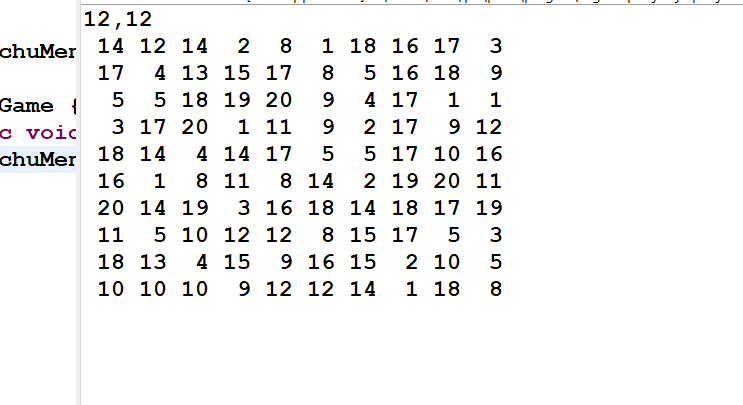 12,12
14 12 14 2 8 1 18 16 17 3
chuMer
17 4 13 15 17 8 5 16 18 9
5 5 18 19 20 9 4 17 1 1
Game {
3 17 20 1 11 9 2 17 9 12
c void
18 14 4 14 17 5 5 17 10 16
chuMer
16 1 8 11 8 14 2 19 20 11
20 14 19 3 16 18 14 18 17 19
11 5 10 12 12 8 15 17 5 3
18 13 4 15 9 16 15 2 10 5
10 10 10 9 12 12 14 1 18 8